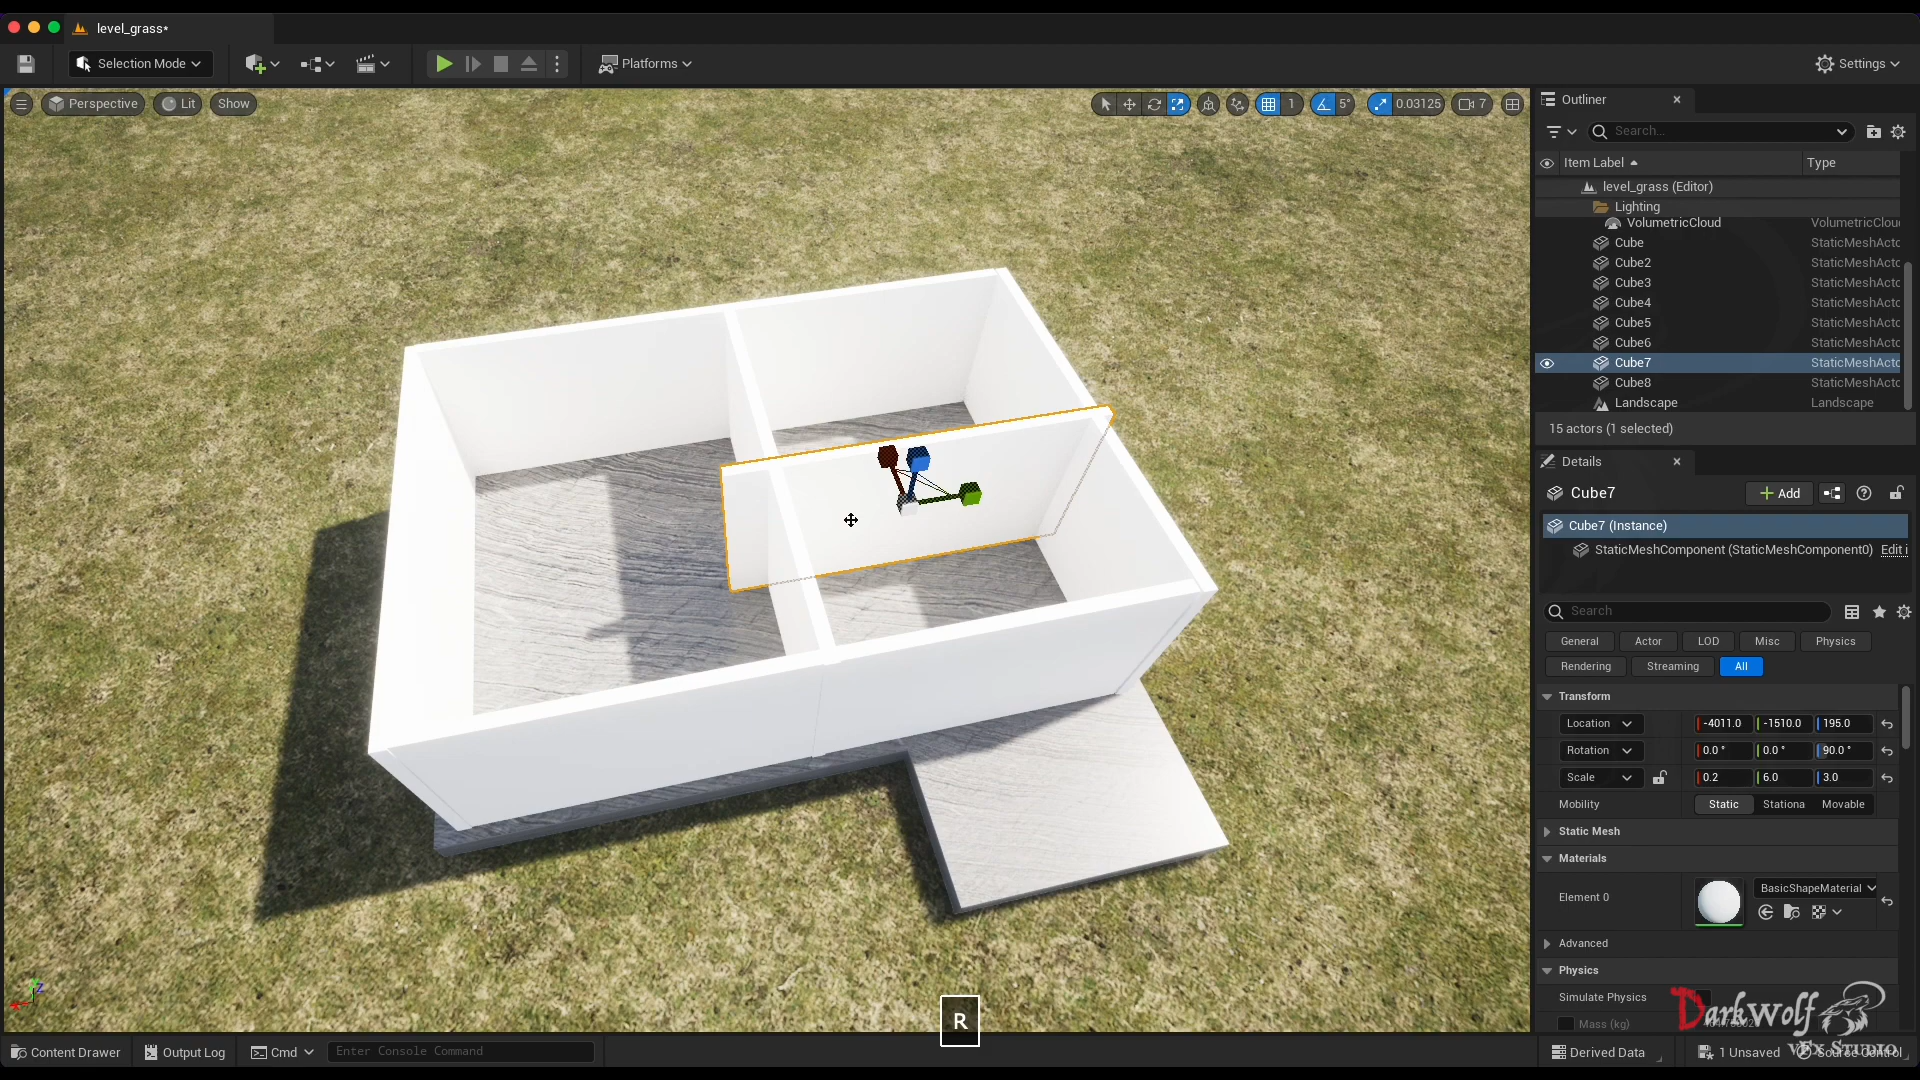 level_grass*
Selection Mode
Platforms
Settings
Perspective
Lit
Show
1
5°
0.03125
7
Outliner
Search...
Item Label
Type
level_grass (Editor)
Lighting
VolumetricCloud
VolumetricClou
Cube
StaticMeshActo
Cube2
StaticMeshActo
Cube3
StaticMeshActo
Cube4
StaticMeshActo
Cube5
StaticMeshActo
Cube6
StaticMeshActo
Cube7
StaticMeshActo
Cube8
StaticMeshActo
Landscape
Landscape
15 actors (1 selected)
Details
Cube7
Add
Cube7 (Instance)
StaticMeshComponent (StaticMeshComponent0)
Edit i
Search
General
Actor
LOD
Misc
Physics
Rendering
Streaming
All
Transform
Location
-4011.0
-1510.0
195.0
Rotation
0.0 °
0.0 °
90.0 °
Scale
0.2
6.0
3.0
Mobility
Static
Stationa
Movable
Static Mesh
Materials
Element 0
BasicShapeMaterial
Advanced
Physics
Simulate Physics
Mass (kg)
DarkWolf
VFX Studio
R
Content Drawer
Output Log
Cmd
Enter Console Command
Derived Data
1 Unsaved
Source Control